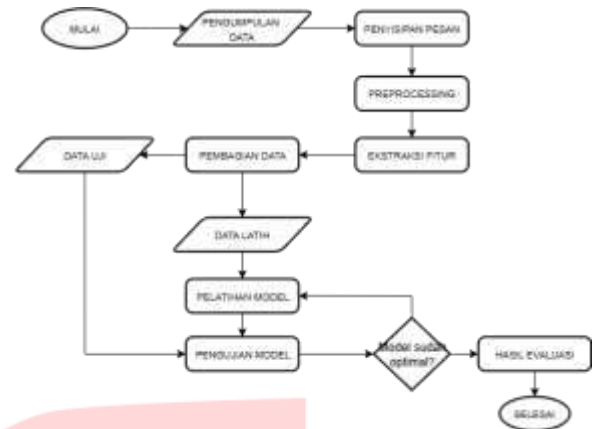 MULAI
PENGUMPULAN
DATA
PENYISIPAN PESAN
PREPROCESSING
DATA UJI
PEMBAGIAN DATA
EKSTRAKSI FITUR
DATA LATIH
PELATIHAN MODEL
PENGUJIAN MODEL
Model sudah
optimal?
HASIL EVALUASI
SELESAI